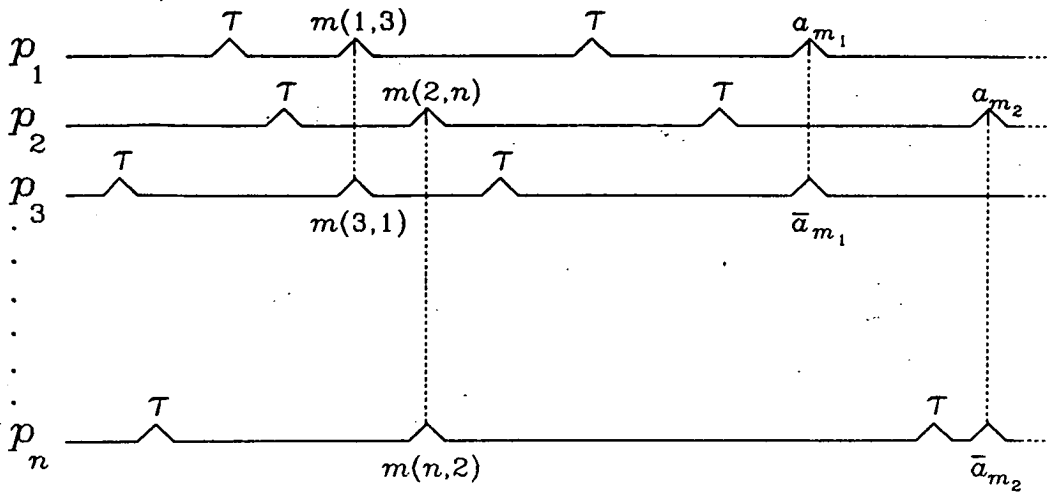 τ m(1,3) τ a_{m_1}
p_1
τ m(2,n) τ a_{m_2}
p_2
τ τ
p_3
m(3,1) ā_{m_1}
τ τ
p_n
m(n,2) ā_{m_2}